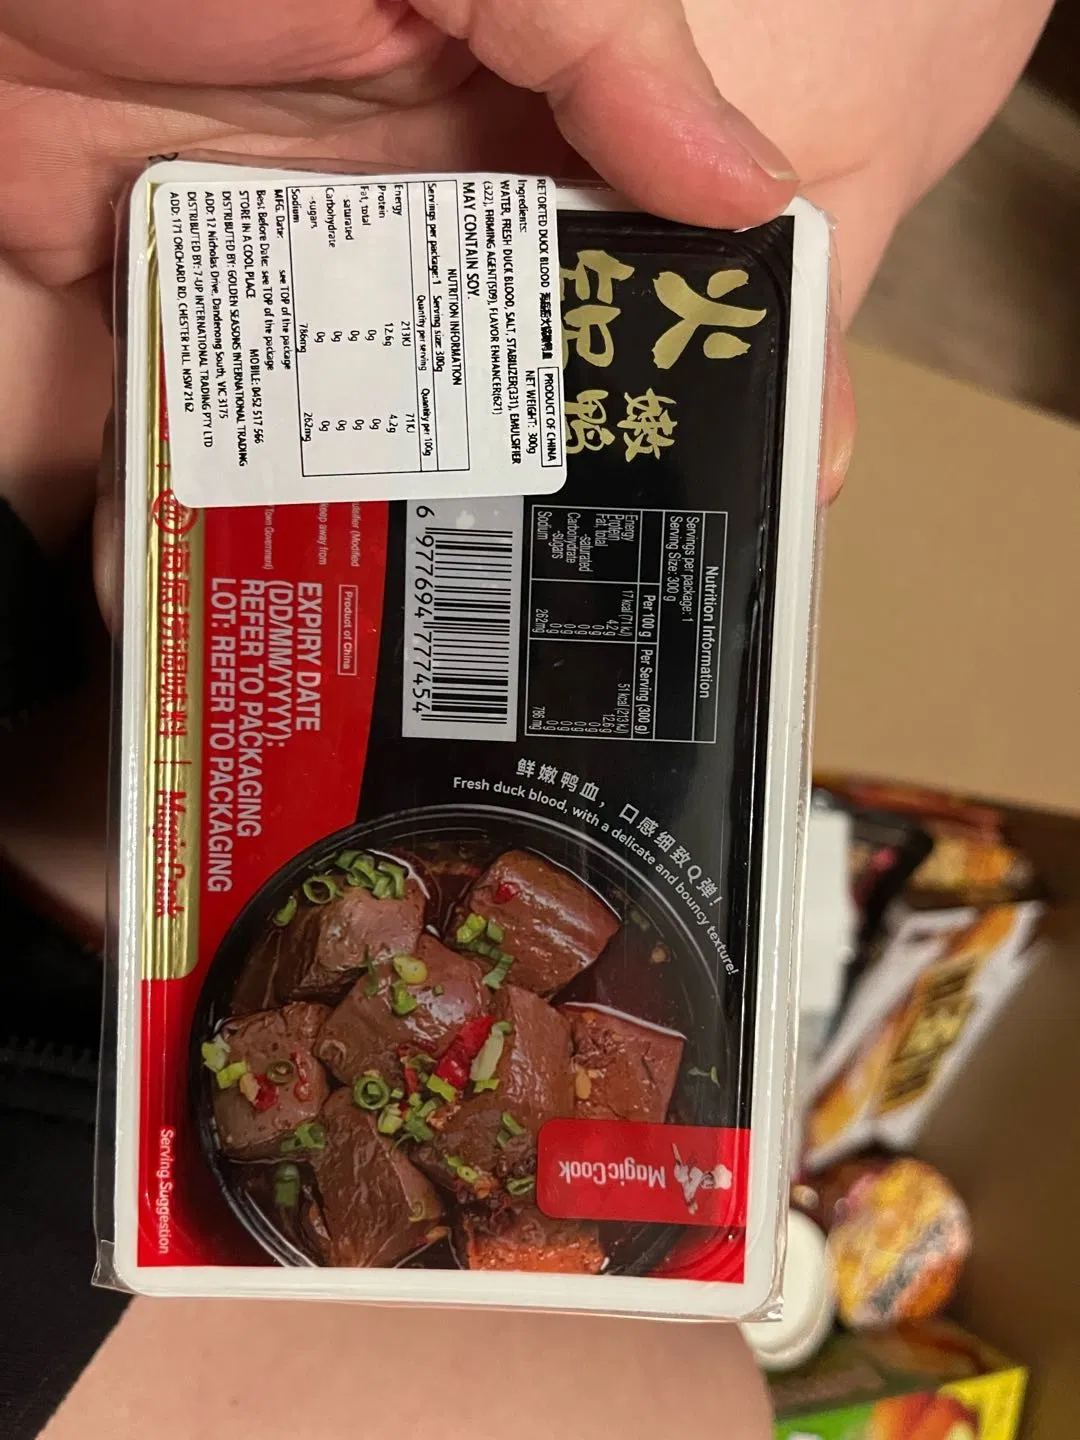 RETORTED DUCK BLOOD
PRODUCT OF CHINA
NET WEIGHT: 300g
Ingredients:
WATER, FRESH DUCK BLOOD, SALT, STABILIZER(331), EMULSIFIER
(322), FIRMING AGENT(509), FLAVOR ENHANCER(621)
MAY CONTAIN SOY.
NUTRITION INFORMATION
Servings per package:1 Serving size: 300g
Quantity per serving Quantity per 100g
Energy 213KJ 71KJ
Protein 12.6g 4.2g
Fat, total 0g 0g
-saturated 0g 0g
Carbohydrate 0g 0g
-sugars 0g 0g
Sodium 786mg 262mg
MFG. Date: see TOP of the package
Best Before Date: see TOP of the package
STORE IN A COOL PLACE MOBILE: 0452 517 566
DISTRIBUTED BY: GOLDEN SEASONS INTERNATIONAL TRADING
ADD: 112 Nicholas Drive, Dandenong South, VIC 3175
DISTRIBUTED BY: 7-UP INTERNATIONAL TRADING PTY LTD
ADD: 171 ORCHARD RD, CHESTER HILL NSW 2162
火
锅
嫩
鸭
Nutrition Information
Servings per package: 1
Serving Size: 300 g
Per 100 g Per Serving (300 g)
Energy 17 kcal (71 kJ) 51 kcal (213 kJ)
Protein 4.2 g 12.6 g
Fat, total 0 g 0 g
-saturated 0 g 0 g
Carbohydrate 0 g 0 g
-sugars 0 g 0 g
Sodium 262 mg 786 mg
6 977694 777454
ulsifier (Modified
keep away from
Town Government)
Product of China
EXPIRY DATE
(DD/MM/YYYY):
REFER TO PACKAGING
LOT: REFER TO PACKAGING
鲜嫩鸭血，口感细致Q弹！
Fresh duck blood, with a delicate and bouncy texture!
MagicCook
Magic Cook
Serving Suggestion